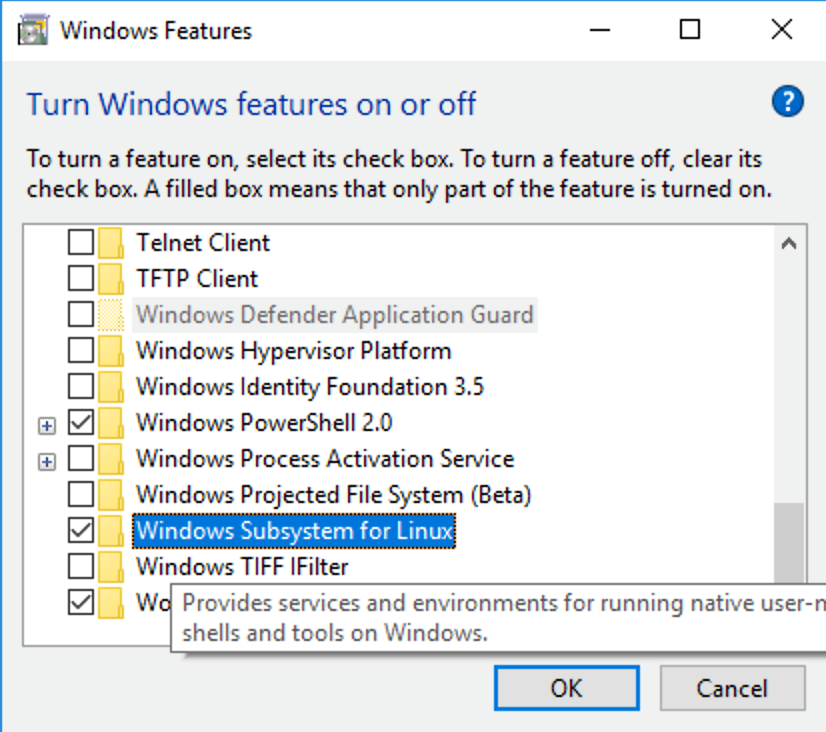 Windows Features
Turn Windows features on or off
?
To turn a feature on, select its check box. To turn a feature off, clear its
check box. A filled box means that only part of the feature is turned on.
Telnet Client
TFTP Client
Windows Defender Application Guard
Windows Hypervisor Platform
Windows Identity Foundation 3.5
Windows PowerShell 2.0
Windows Process Activation Service
Windows Projected File System (Beta)
Windows Subsystem for Linux
Windows TIFF IFilter
Provides services and environments for running native user-
shells and tools on Windows.
OK
Cancel